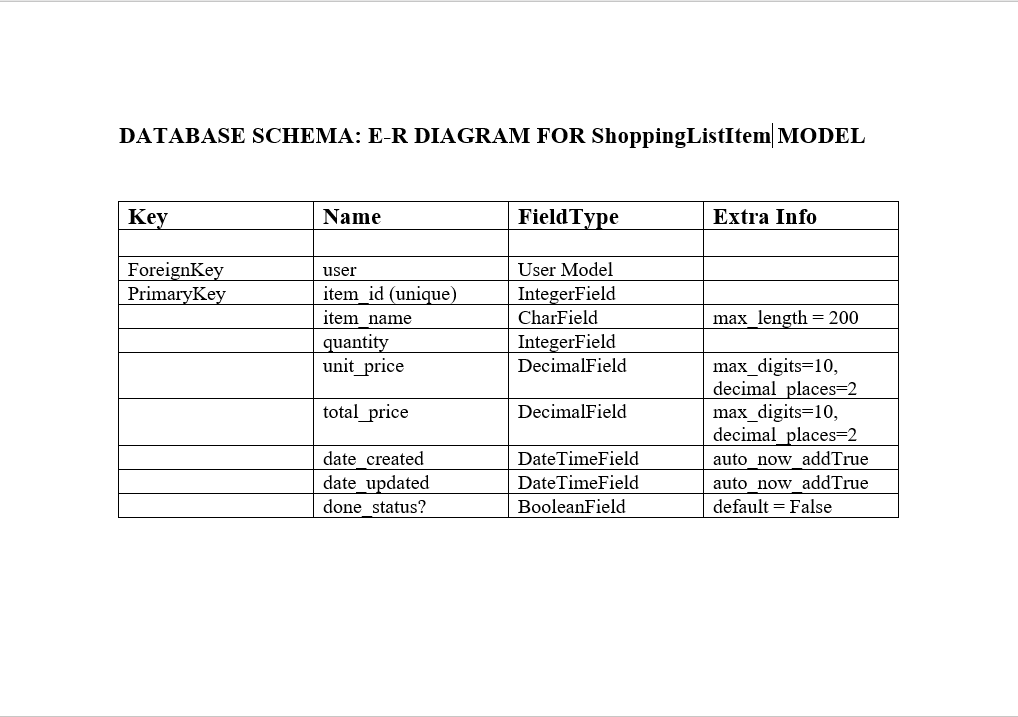 DATABASE SCHEMA: E-R DIAGRAM FOR ShoppingListItem MODEL
Key Name FieldType Extra Info
ForeignKey user User Model
PrimaryKey item_id (unique) IntegerField
item_name CharField max_length = 200
quantity IntegerField
unit_price DecimalField max_digits=10,
decimal_places=2
total_price DecimalField max_digits=10,
decimal_places=2
date_created DateTimeField auto_now_addTrue
date_updated DateTimeField auto_now_addTrue
done_status? BooleanField default = False